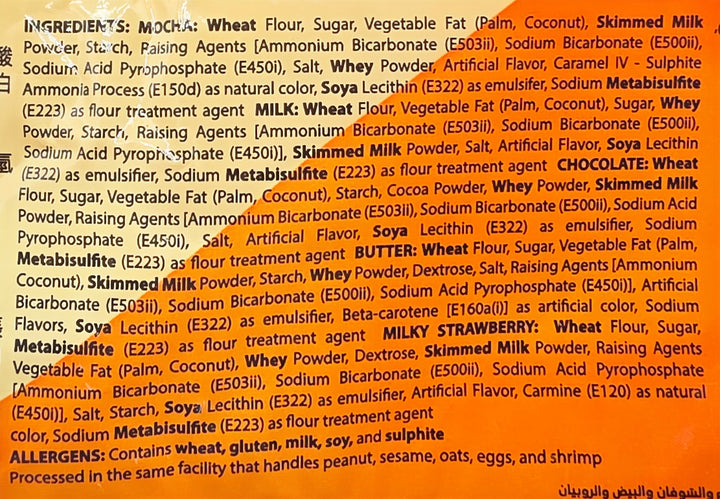 INGREDIENTS: MOCHA: Wheat Flour, Sugar, Vegetable Fat (Palm, Coconut), Skimmed Milk
Powder, Starch, Raising Agents [Ammonium Bicarbonate (E503ii), Sodium Bicarbonate (E500ii),
Sodium Acid Pyrophosphate (E450i), Salt, Whey Powder, Artificial Flavor, Caramel IV - Sulphite
Ammonia Process (E150d) as natural color, Soya Lecithin (E322) as emulsifer, Sodium Metabisulfite
(E223) as flour treatment agent MILK: Wheat Flour, Vegetable Fat (Palm, Coconut), Sugar, Whey
Powder, Starch, Raising Agents [Ammonium Bicarbonate (E503ii), Sodium Bicarbonate (E500ii),
Sodium Acid Pyrophosphate (E450i)], Skimmed Milk Powder, Salt, Artificial Flavor, Soya Lecithin
(E322) as emulsifier, Sodium Metabisulfite (E223) as flour treatment agent CHOCOLATE: Wheat
Flour, Sugar, Vegetable Fat (Palm, Coconut), Starch, Cocoa Powder, Whey Powder, Skimmed Milk
Powder, Raising Agents [Ammonium Bicarbonate (E503ii), Sodium Bicarbonate (E500ii), Sodium Acid
Pyrophosphate (E450i), Salt, Artificial Flavor, Soya Lecithin (E322) as emulsifier, Sodium
Metabisulfite (E223) as flour treatment agent BUTTER: Wheat Flour, Sugar, Vegetable Fat (Palm,
Coconut), Skimmed Milk Powder, Starch, Whey Powder, Dextrose, Salt, Raising Agents [Ammonium
Bicarbonate (E503ii), Sodium Bicarbonate (E500ii), Sodium Acid Pyrophosphate (E450i)], Artificial
Flavors, Soya Lecithin (E322) as emulsifier, Beta-carotene [E160a(i)] as artificial color, Sodium
Metabisulfite (E223) as flour treatment agent MILKY STRAWBERRY: Wheat Flour, Sugar,
Vegetable Fat (Palm, Coconut), Whey Powder, Dextrose, Skimmed Milk Powder, Raising Agents
[Ammonium Bicarbonate (E503ii), Sodium Bicarbonate (E500ii), Sodium Acid Pyrophosphate
(E450i)], Salt, Starch, Soya Lecithin (E322) as emulsifier, Artificial Flavor, Carmine (E120) as natural
color, Sodium Metabisulfite (E223) as flour treatment agent
ALLERGENS: Contains wheat, gluten, milk, soy, and sulphite
Processed in the same facility that handles peanut, sesame, oats, eggs, and shrimp
والشوفان والبيض والروبيان